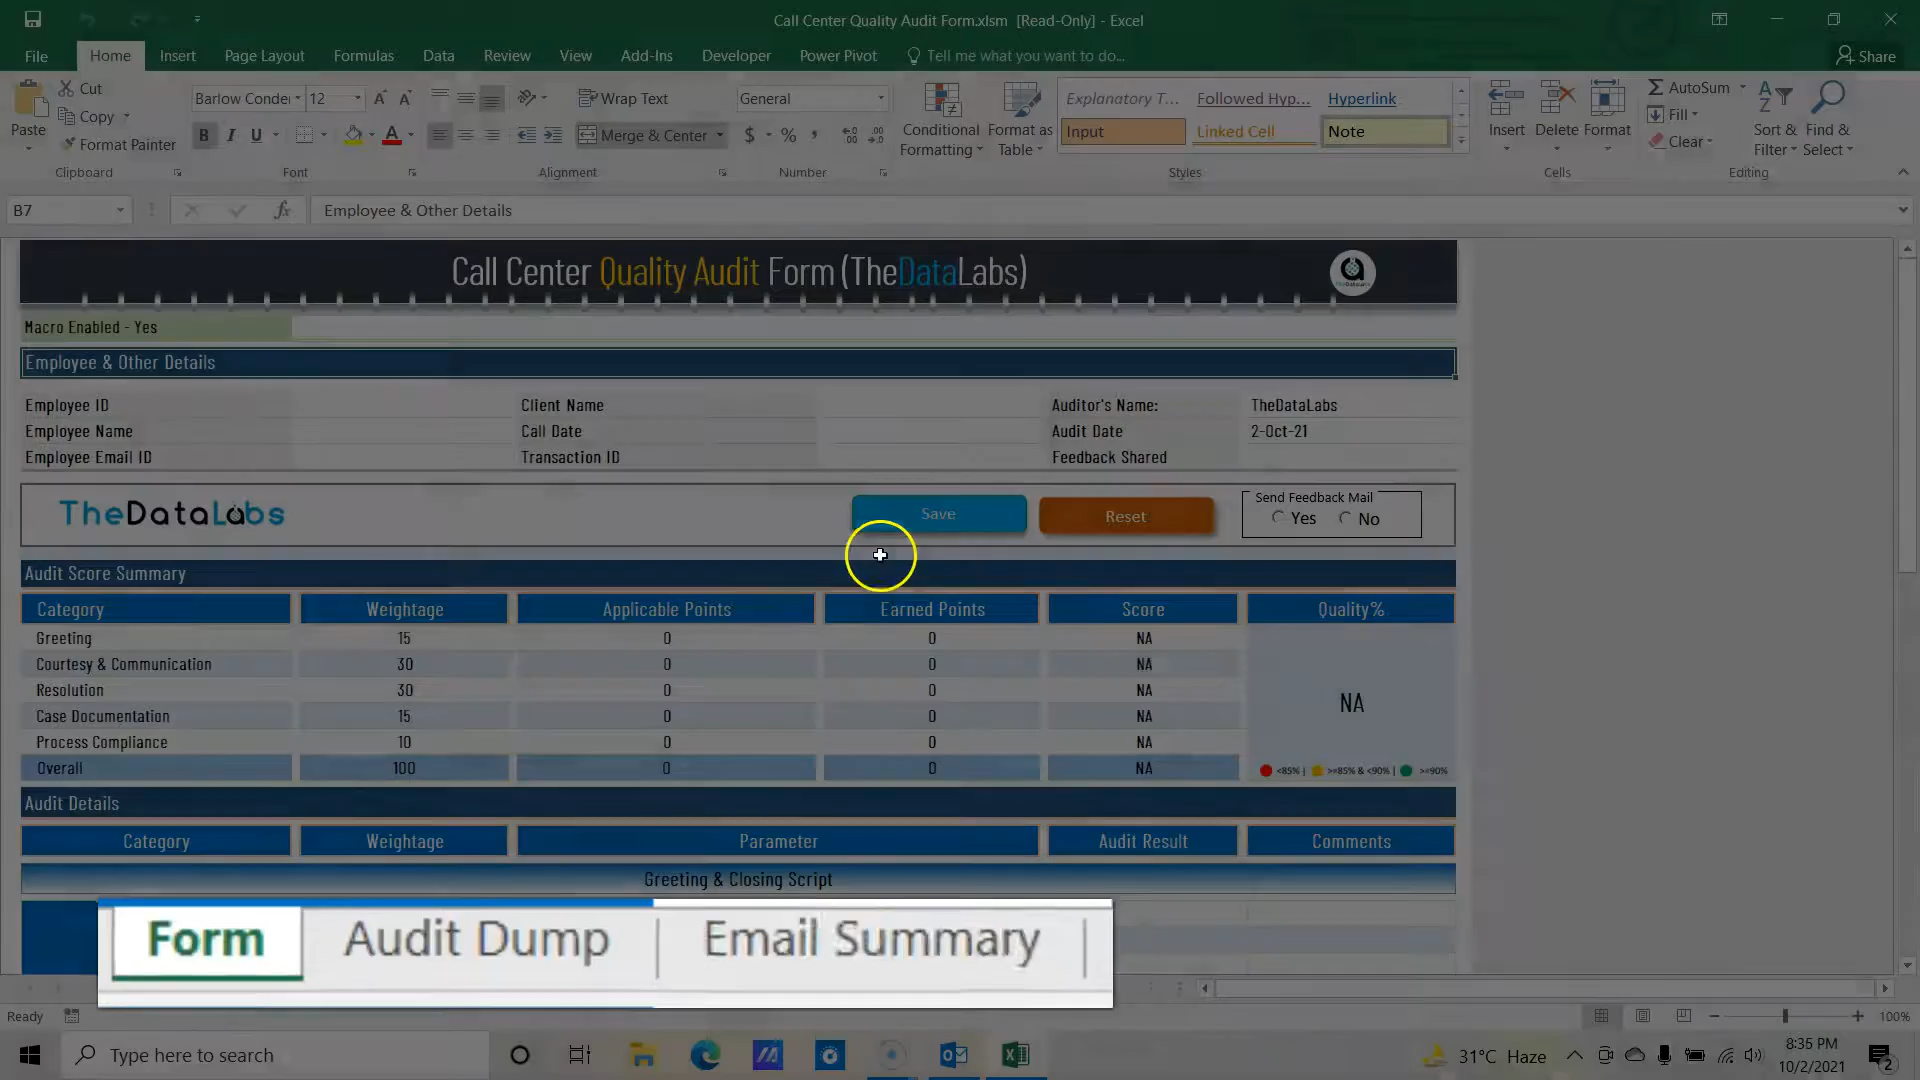 Call Center Quality Audit Form.xlsm [Read-Only] - Excel
File Home Insert Page Layout Formulas Data Review View Add-Ins Developer Power Pivot Tell me what you want to do... Share
Paste
Cut
Copy
Format Painter
Clipboard
Barlow Conde 12
B I U
Font
Wrap Text
Merge & Center
Alignment
General
$ % ,
Number
Conditional Formatting
Format as Table
Explanatory T... Followed Hyp... Hyperlink
Input Linked Cell Note
Styles
Insert Delete Format
Cells
AutoSum
Fill
Clear
Sort & Filter
Find & Select
Editing
B7 fx Employee & Other Details
Call Center Quality Audit Form (TheDataLabs)
Macro Enabled - Yes
Employee & Other Details
Employee ID Client Name Auditor's Name: TheDataLabs
Employee Name Call Date Audit Date 2-Oct-21
Employee Email ID Transaction ID Feedback Shared
TheDataLabs Save Reset
Send Feedback Mail
Yes No
Audit Score Summary
Category Weightage Applicable Points Earned Points Score Quality%
Greeting 15 0 0 NA
Courtesy & Communication 30 0 0 NA
Resolution 30 0 0 NA
NA
Case Documentation 15 0 0 NA
Process Compliance 10 0 0 NA
Overall 100 0 0 NA
<85% | >=85% & <90% | >=90%
Audit Details
Category Weightage Parameter Audit Result Comments
Greeting & Closing Script
Form Audit Dump Email Summary
Ready 100%
Type here to search
31°C Haze
8:35 PM
10/2/2021
2